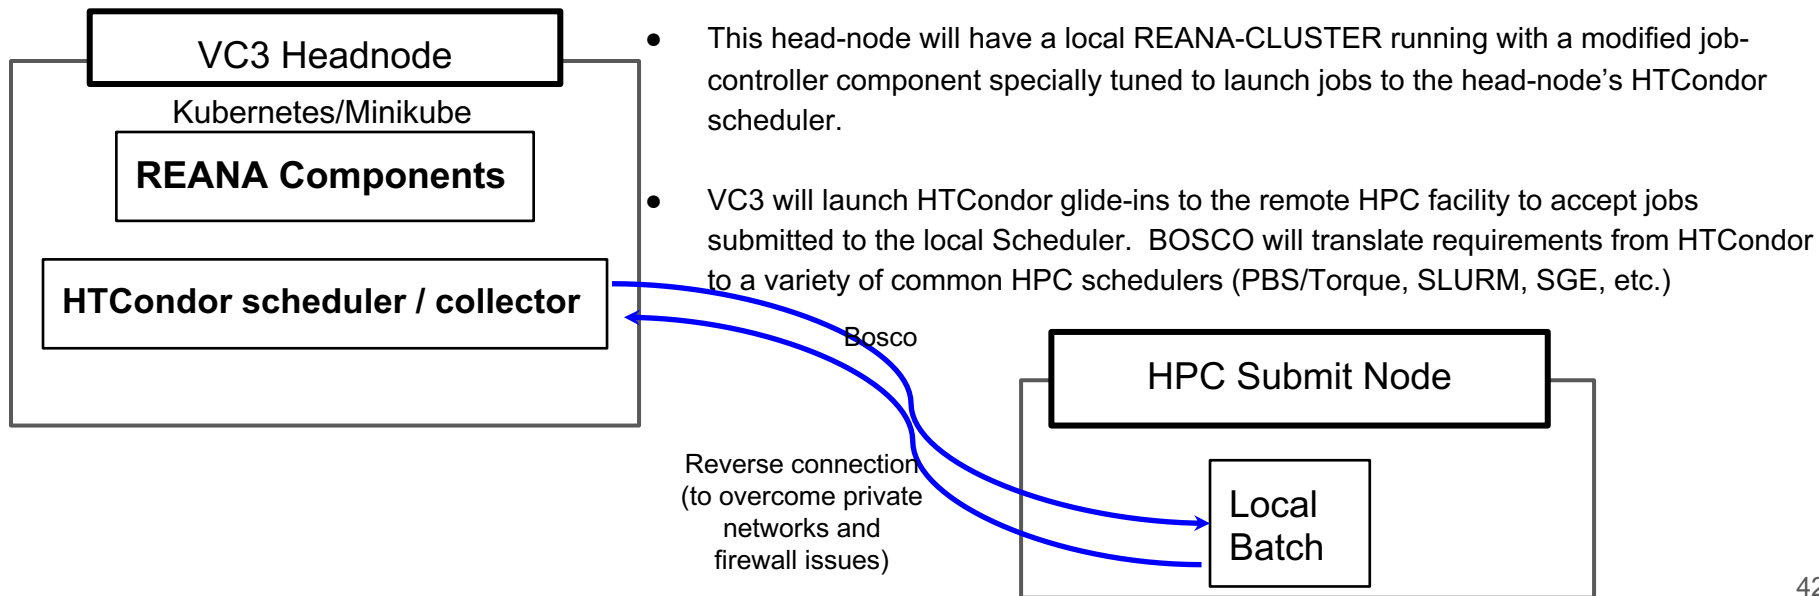 VC3 Headnode
Kubernetes/Minikube
REANA Components
HTCondor scheduler / collector
● This head-node will have a local REANA-CLUSTER running with a modified job-
controller component specially tuned to launch jobs to the head-node’s HTCondor
scheduler.
● VC3 will launch HTCondor glide-ins to the remote HPC facility to accept jobs
submitted to the local Scheduler.  BOSCO will translate requirements from HTCondor
to a variety of common HPC schedulers (PBS/Torque, SLURM, SGE, etc.)
Bosco
Reverse connection
(to overcome private
networks and
firewall issues)
HPC Submit Node
Local
Batch
42